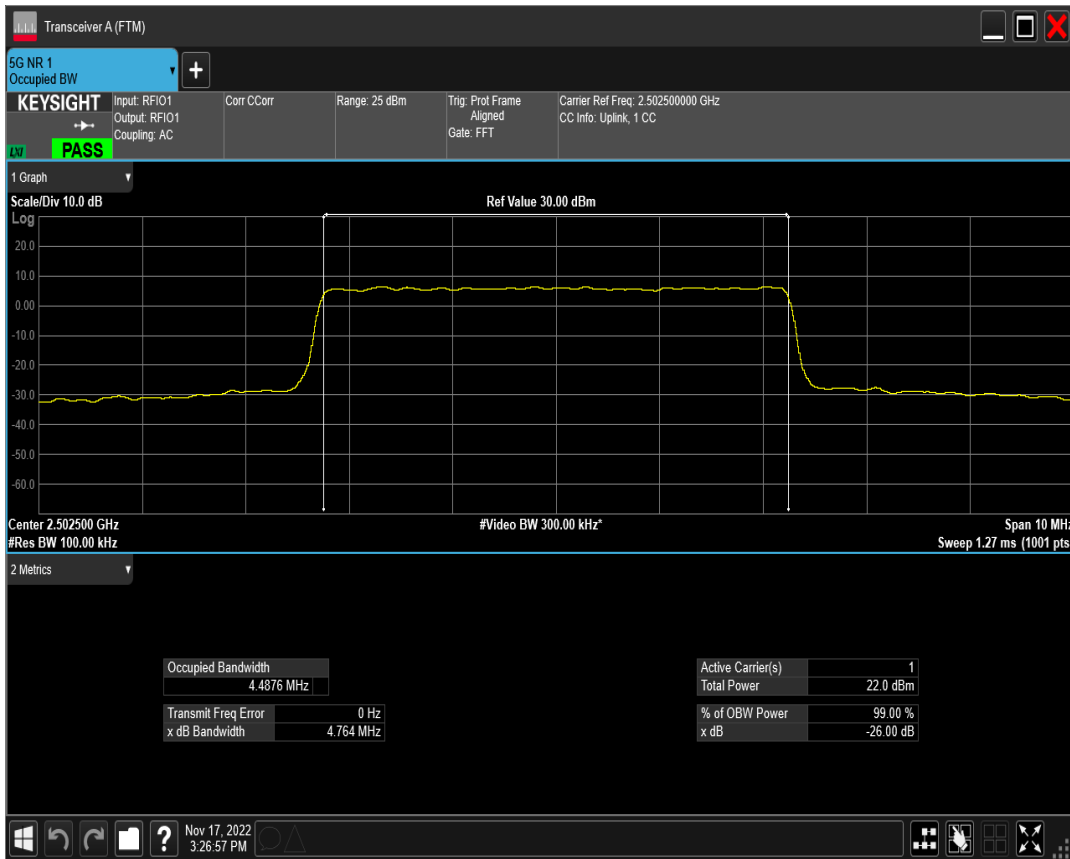 Transceiver A (FTM)
5G NR 1
Occupied BW
+
KEYSIGHT
LXI
PASS
Input: RFIO1
Output: RFIO1
Coupling: AC
Corr CCorr
Range: 25 dBm
Trig: Prot Frame
Aligned
Gate: FFT
Carrier Ref Freq: 2.502500000 GHz
CC Info: Uplink, 1 CC
1 Graph
Scale/Div 10.0 dB
Ref Value 30.00 dBm
Log
20.0
10.0
0.00
-10.0
-20.0
-30.0
-40.0
-50.0
-60.0
Center 2.502500 GHz
#Video BW 300.00 kHz*
Span 10 MHz
#Res BW 100.00 kHz
Sweep 1.27 ms (1001 pts
2 Metrics
Occupied Bandwidth
4.4876 MHz
Transmit Freq Error 0 Hz
x dB Bandwidth 4.764 MHz
Active Carrier(s) 1
Total Power 22.0 dBm
% of OBW Power 99.00 %
x dB -26.00 dB
?
Nov 17, 2022
3:26:57 PM